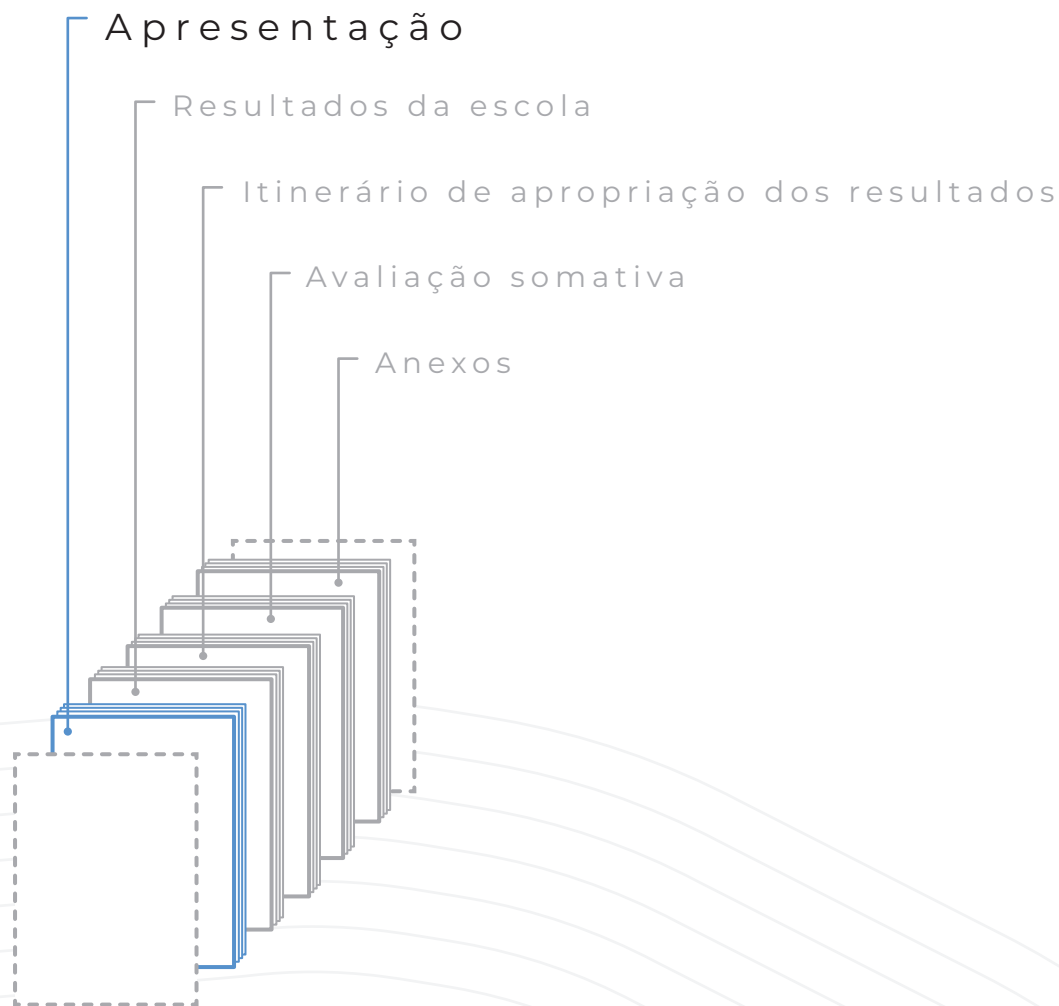 Apresentação
Resultados da escola
Itinerário de apropriação dos resultados
Avaliação somativa
Anexos